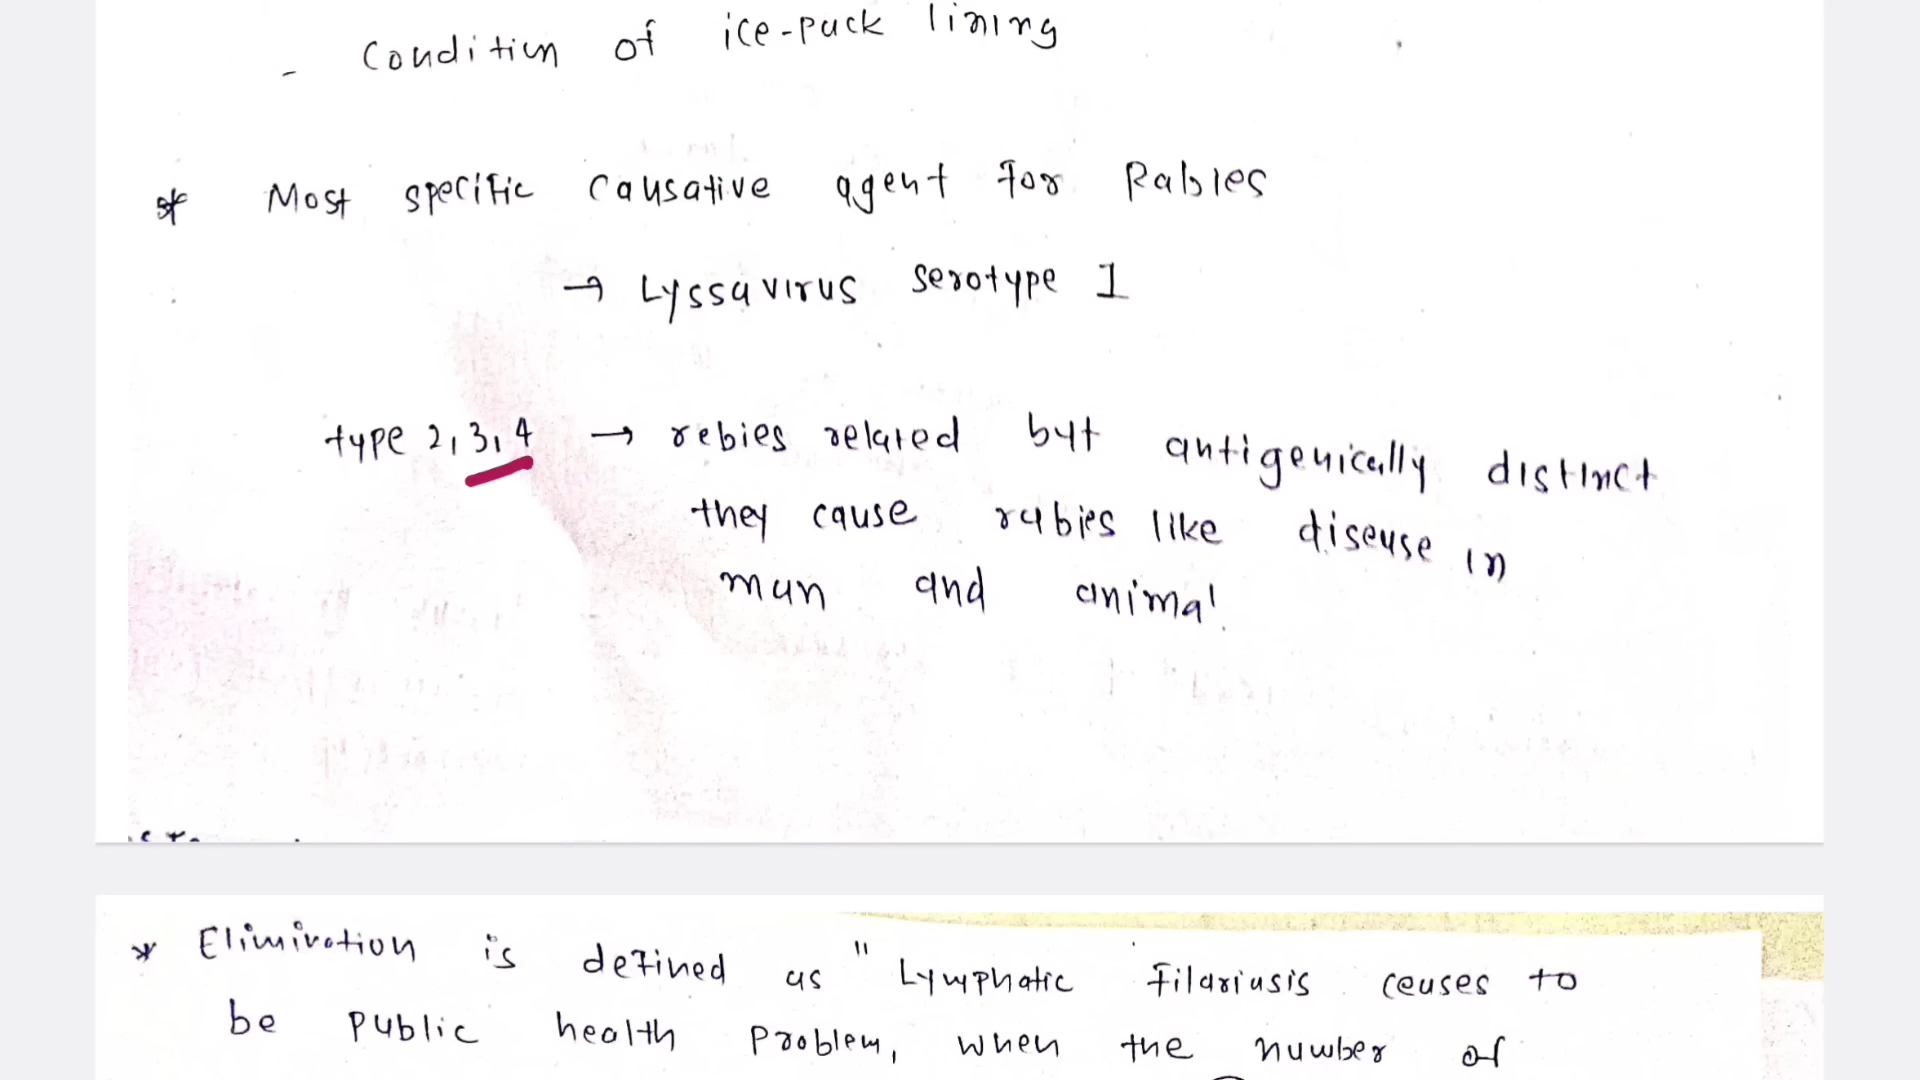 - Condition of ice-pack lining
* Most specific causative agent for Rabies
→ Lyssavirus serotype I
type 2, 3, 4 → rebies related but antigenically distinct
they cause rabies like disease in
man and animal.
* Elimination is defined as "Lymphatic Filariasis ceuses to
be public health problem, when the number of